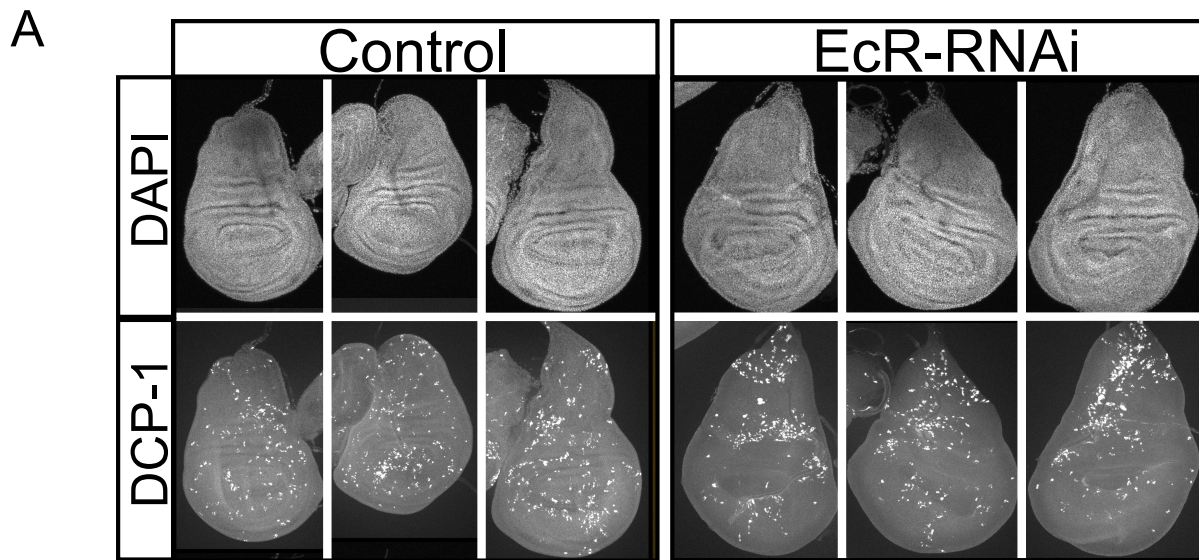 A
Control
EcR-RNAi
DAPI
DCP-1